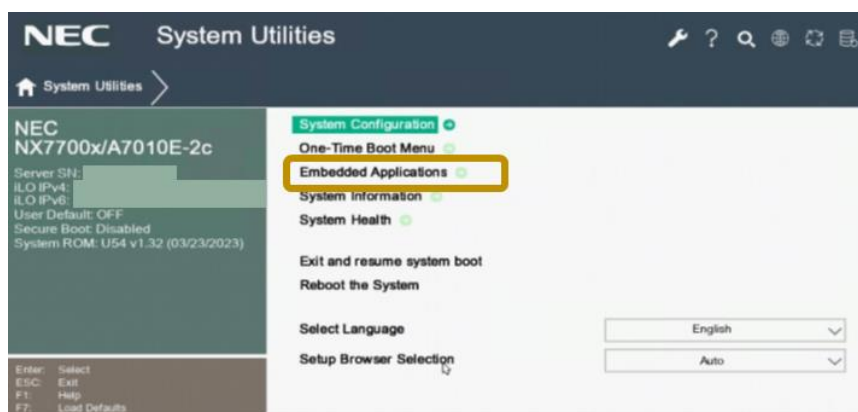 NEC System Utilities
System Utilities
NEC
NX7700x/A7010E-2c
Server SN:
iLO IPv4:
iLO IPv6:
User Default: OFF
Secure Boot: Disabled
System ROM: U54 v1.32 (03/23/2023)
System Configuration
One-Time Boot Menu
Embedded Applications
System Information
System Health
Exit and resume system boot
Reboot the System
Select Language English
Setup Browser Selection Auto
Enter: Select
ESC: Exit
F1: Help
F7: Load Defaults